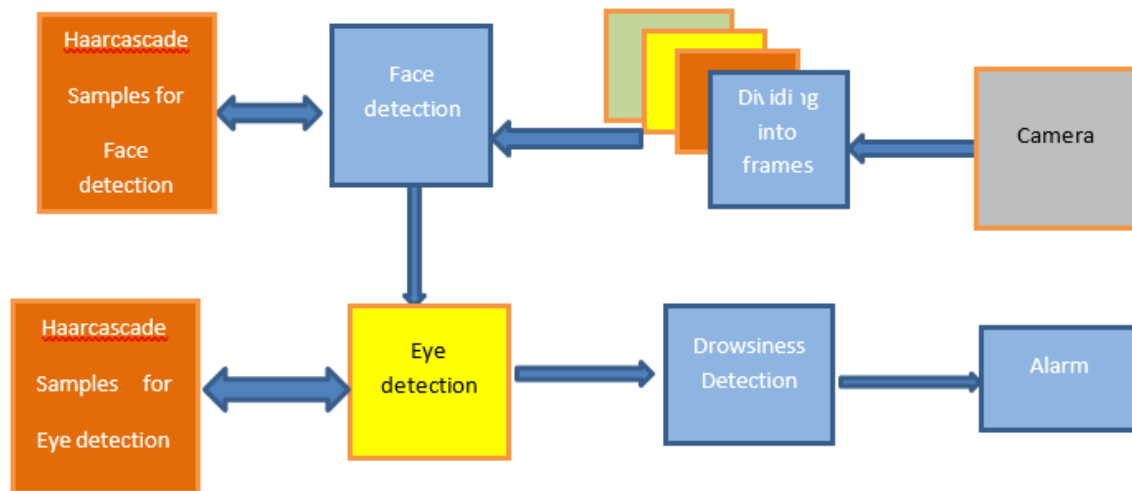 Haarcascade
Samples for
Face
detection
Face
detection
Dividing
into
frames
Camera
Haarcascade
Samples for
Eye detection
Eye
detection
Drowsiness
Detection
Alarm